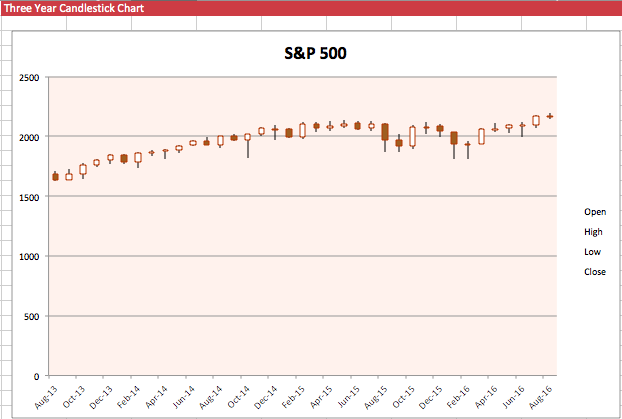 Three Year Candlestick Chart
S&P 500
2500
2000
1500
1000
500
0
Open
High
Low
Close
Aug-13
Oct-13
Dec-13
Feb-14
Apr-14
Jun-14
Aug-14
Oct-14
Dec-14
Feb-15
Apr-15
Jun-15
Aug-15
Oct-15
Dec-15
Feb-16
Apr-16
Jun-16
Aug-16